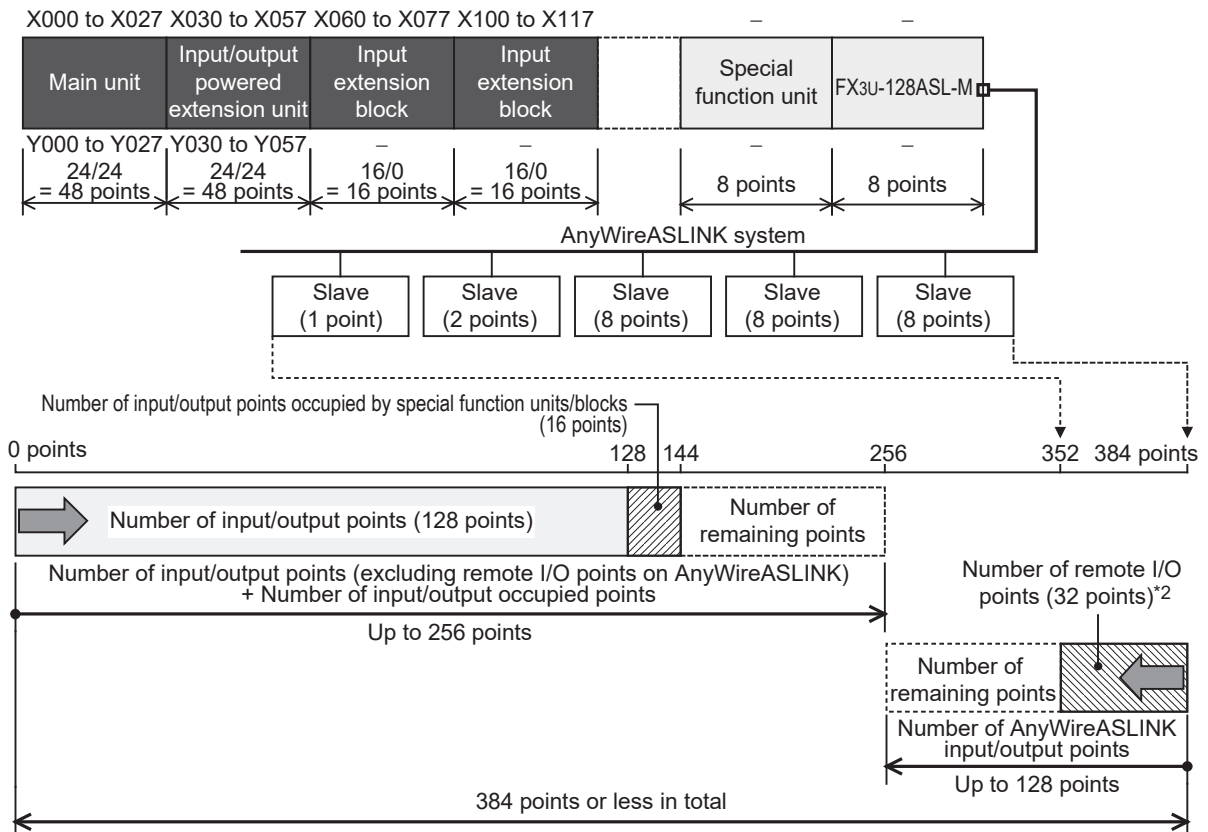 X000 to X027 X030 to X057 X060 to X077 X100 to X117 – –
Main unit
Input/output
powered
extension unit
Input
extension
block
Input
extension
block
Special
function unit
FX3U-128ASL-M
Y000 to Y027 Y030 to Y057 – – – –
24/24
= 48 points
24/24
= 48 points
16/0
= 16 points
16/0
= 16 points
8 points
8 points
AnyWireASLINK system
Slave
(1 point)
Slave
(2 points)
Slave
(8 points)
Slave
(8 points)
Slave
(8 points)
Number of input/output points occupied by special function units/blocks
(16 points)
0 points 128 144 256 352 384 points
Number of input/output points (128 points)
Number of
remaining points
Number of input/output points (excluding remote I/O points on AnyWireASLINK)
+ Number of input/output occupied points
Up to 256 points
Number of remote I/O
points (32 points)*2
Number of
remaining points
Number of AnyWireASLINK
input/output points
Up to 128 points
384 points or less in total